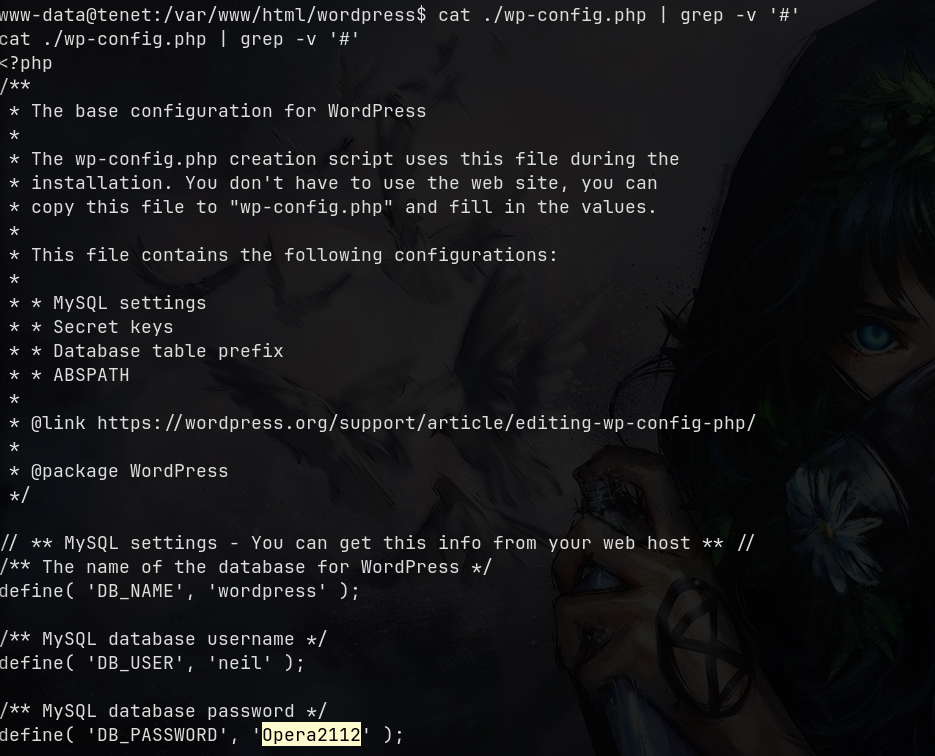 www-data@tenet:/var/www/html/wordpress$ cat ./wp-config.php | grep -v '#'
cat ./wp-config.php | grep -v '#'
<?php
/**
 * The base configuration for WordPress
 *
 * The wp-config.php creation script uses this file during the
 * installation. You don't have to use the web site, you can
 * copy this file to "wp-config.php" and fill in the values.
 *
 * This file contains the following configurations:
 *
 * * MySQL settings
 * * Secret keys
 * * Database table prefix
 * * ABSPATH
 *
 * @link https://wordpress.org/support/article/editing-wp-config-php/
 *
 * @package WordPress
 */
// ** MySQL settings - You can get this info from your web host ** //
/** The name of the database for WordPress */
define( 'DB_NAME', 'wordpress' );
/** MySQL database username */
define( 'DB_USER', 'neil' );
/** MySQL database password */
define( 'DB_PASSWORD', 'Opera2112' );